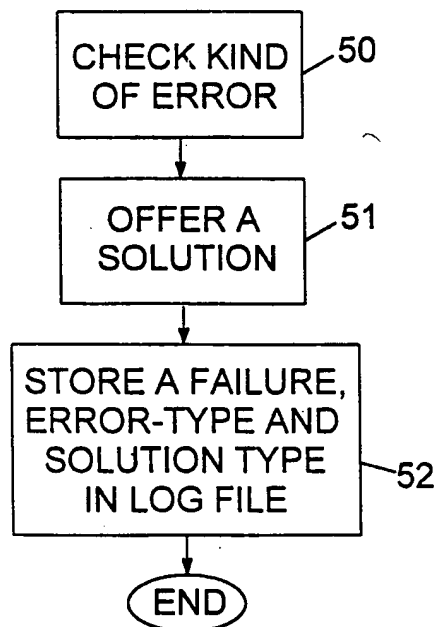 CHECK KIND
OF ERROR
50
OFFER A
SOLUTION
51
STORE A FAILURE,
ERROR-TYPE AND
SOLUTION TYPE
IN LOG FILE
52
END